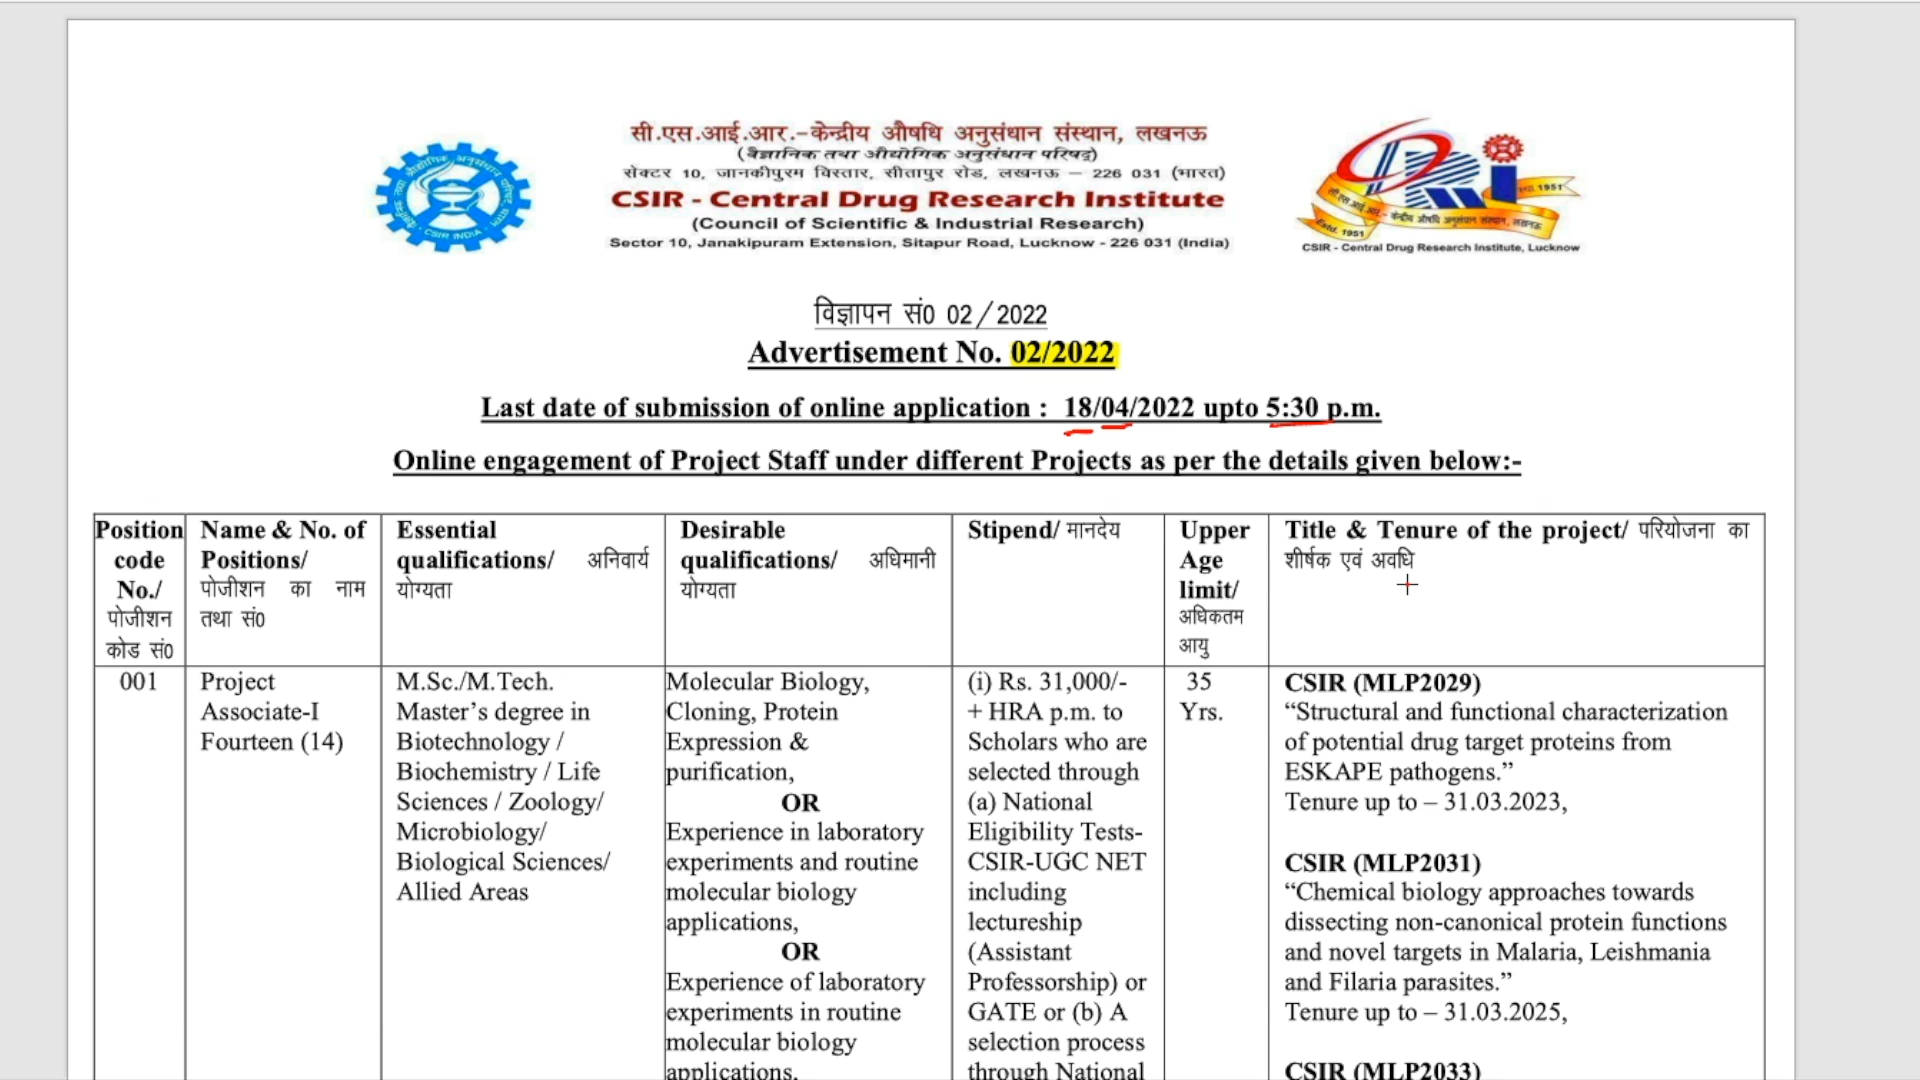 सी.एस.आई.आर.-केन्द्रीय औषधि अनुसंधान संस्थान, लखनऊ
(वैज्ञानिक तथा औद्योगिक अनुसंधान परिषद)
सेक्टर 10, जानकीपुरम विस्तार, सीतापुर रोड, लखनऊ – 226 031 (भारत)
CSIR - Central Drug Research Institute
(Council of Scientific & Industrial Research)
Sector 10, Janakipuram Extension, Sitapur Road, Lucknow - 226 031 (India)
CSIR INDIA
1951
सी.एस.आई.आर.- केन्द्रीय औषधि अनुसंधान संस्थान, लखनऊ
Estd. 1951
CSIR - Central Drug Research Institute, Lucknow
विज्ञापन सं0 02/2022
Advertisement No. 02/2022
Last date of submission of online application : 18/04/2022 upto 5:30 p.m.
Online engagement of Project Staff under different Projects as per the details given below:-
Position
code
No./
पोजीशन
कोड सं0
Name & No. of
Positions/
पोजीशन का नाम
तथा सं0
Essential
qualifications/ अनिवार्य
योग्यता
Desirable
qualifications/ अधिमानी
योग्यता
Stipend/ मानदेय
Upper
Age
limit/
अधिकतम
आयु
Title & Tenure of the project/ परियोजना का
शीर्षक एवं अवधि
001
Project
Associate-I
Fourteen (14)
M.Sc./M.Tech.
Master’s degree in
Biotechnology /
Biochemistry / Life
Sciences / Zoology/
Microbiology/
Biological Sciences/
Allied Areas
Molecular Biology,
Cloning, Protein
Expression &
purification,
OR
Experience in laboratory
experiments and routine
molecular biology
applications,
OR
Experience of laboratory
experiments in routine
molecular biology
applications,
(i) Rs. 31,000/-
+ HRA p.m. to
Scholars who are
selected through
(a) National
Eligibility Tests-
CSIR-UGC NET
including
lectureship
(Assistant
Professorship) or
GATE or (b) A
selection process
through National
35
Yrs.
CSIR (MLP2029)
“Structural and functional characterization
of potential drug target proteins from
ESKAPE pathogens.”
Tenure up to – 31.03.2023,
CSIR (MLP2031)
“Chemical biology approaches towards
dissecting non-canonical protein functions
and novel targets in Malaria, Leishmania
and Filaria parasites.”
Tenure up to – 31.03.2025,
CSIR (MLP2033)